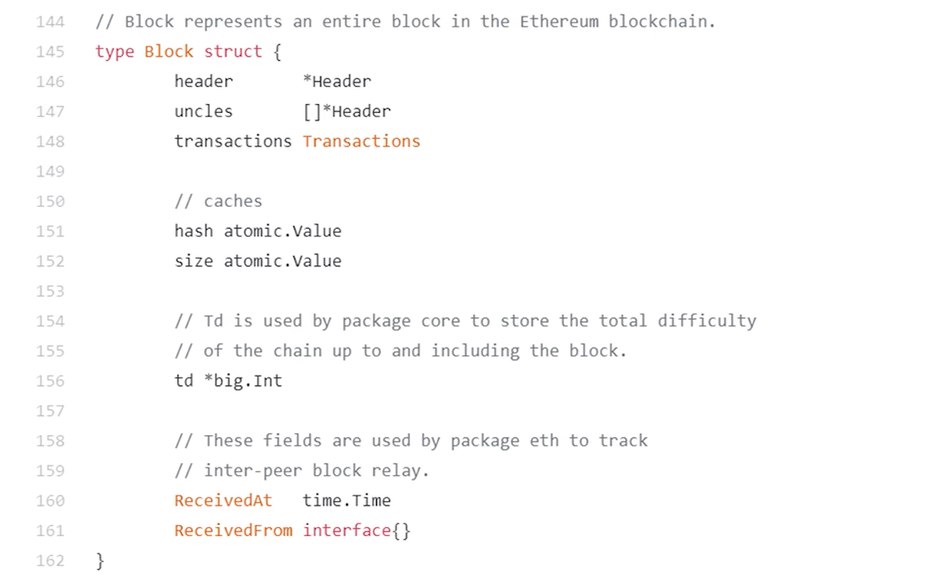 144 // Block represents an entire block in the Ethereum blockchain.
145 type Block struct {
146 header *Header
147 uncles []*Header
148 transactions Transactions
149
150 // caches
151 hash atomic.Value
152 size atomic.Value
153
154 // Td is used by package core to store the total difficulty
155 // of the chain up to and including the block.
156 td *big.Int
157
158 // These fields are used by package eth to track
159 // inter-peer block relay.
160 ReceivedAt time.Time
161 ReceivedFrom interface{}
162 }